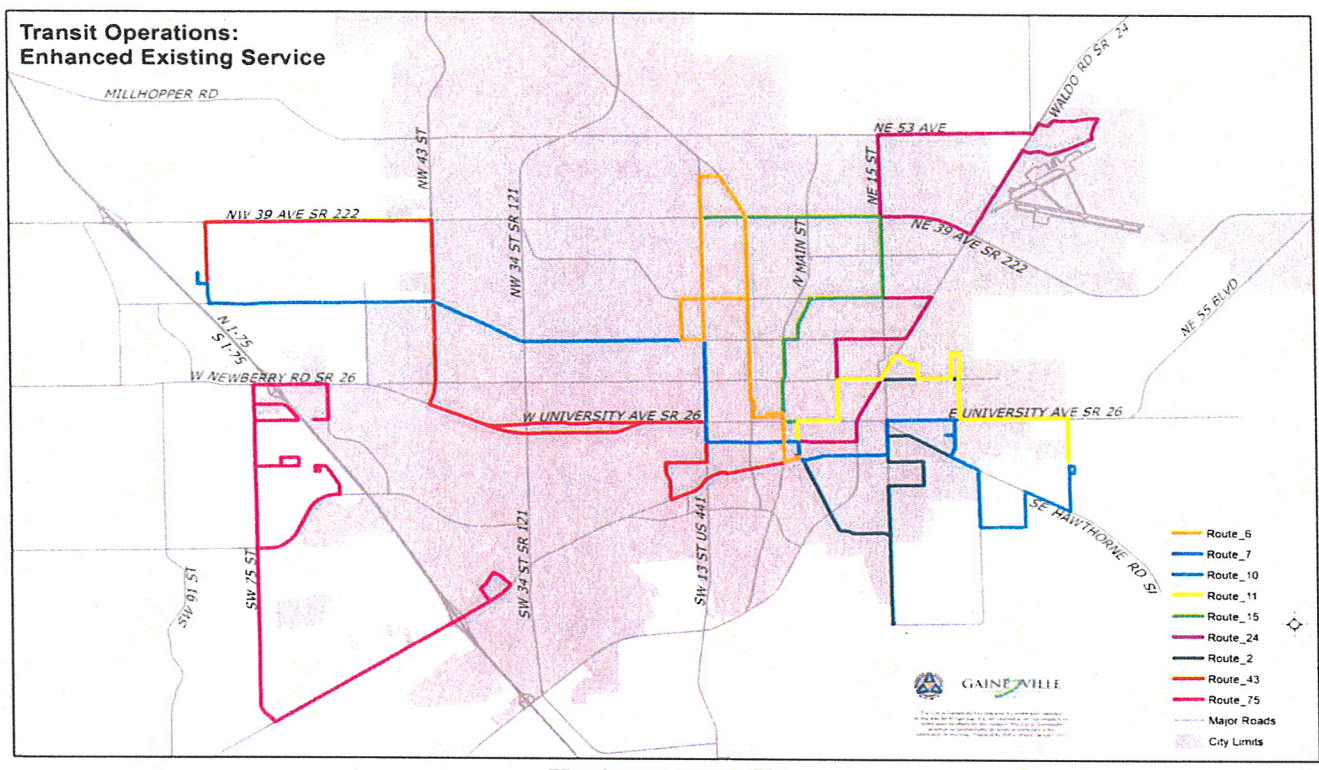 Transit Operations:
Enhanced Existing Service
MILLHOPPER RD
WALDO RD SR 24
NE 53 AVE
NW 43 ST
NE 15 ST
NW 34 ST SR 121
NW 39 AVE SR 222
N MAIN ST
NE 39 AVE SR 222
NE 55 BLVD
N I-75
S I-75
W NEWBERRY RD SR 26
W UNIVERSITY AVE SR 26
E UNIVERSITY AVE SR 26
SW 13 ST US 441
SW 34 ST SR 121
SE HAWTHORNE RD
SW 75 ST
SW 91 ST
Route_6
Route_7
Route_10
Route_11
Route_15
Route_24
Route_2
Route_43
Route_75
Major Roads
City Limits